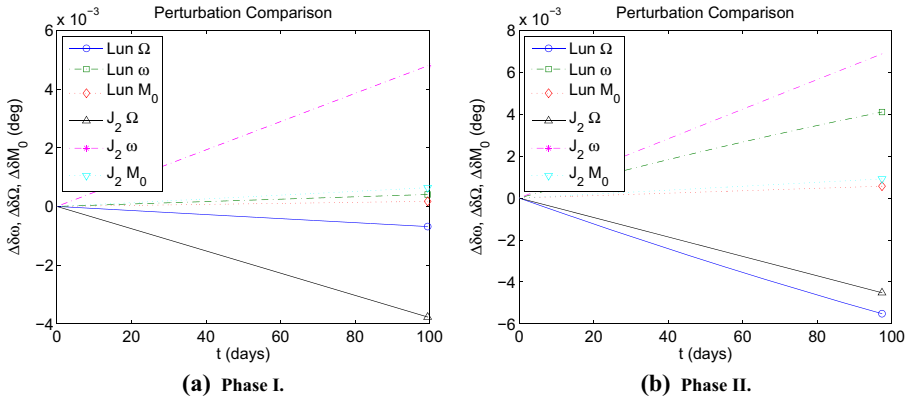 Perturbation Comparison
6 x 10⁻³
Lun Ω
Lun ω
Lun M₀
J₂ Ω
J₂ ω
J₂ M₀
4
2
0
−2
−4
Δδω, ΔδΩ, ΔδM₀ (deg)
0 20 40 60 80 100
t (days)
(a) Phase I.
Perturbation Comparison
8 x 10⁻³
Lun Ω
Lun ω
Lun M₀
J₂ Ω
J₂ ω
J₂ M₀
6
4
2
0
−2
−4
−6
Δδω, ΔδΩ, ΔδM₀ (deg)
0 20 40 60 80 100
t (days)
(b) Phase II.